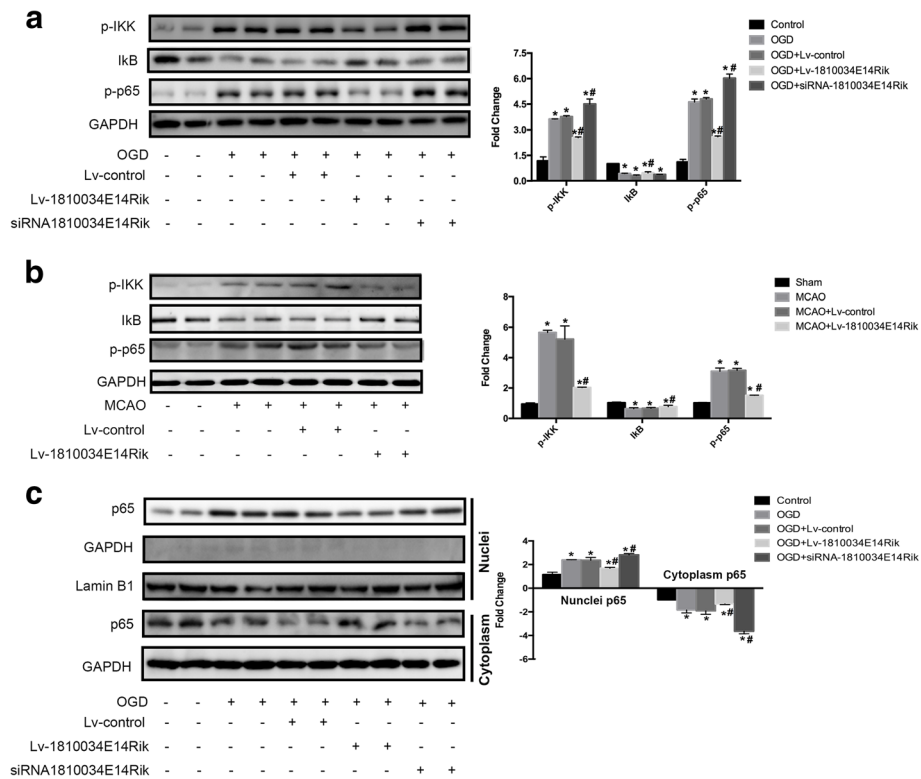 a
p-IKK
IkB
p-p65
GAPDH
OGD - - + + + + + + + +
Lv-control - - - - + + - - - -
Lv-1810034E14Rik - - - - - - + + - -
siRNA1810034E14Rik - - - - - - - - + +
Control
OGD
OGD+Lv-control
OGD+Lv-1810034E14Rik
OGD+siRNA-1810034E14Rik
Fold Change
7.5
6.0
4.5
3.0
1.5
0.0
* * *# *#
* * *# *
* * *# *#
p-IKK IkB p-p65
b
p-IKK
IkB
p-p65
GAPDH
MCAO - - + + + + + +
Lv-control - - - - + + - -
Lv-1810034E14Rik - - - - - - + +
Sham
MCAO
MCAO+Lv-control
MCAO+Lv-1810034E14Rik
Fold Change
8
6
4
2
0
* * *#
* * *#
* * *#
p-IKK IkB p-p65
c
p65
GAPDH
Lamin B1
Nuclei
p65
GAPDH
Cytoplasm
OGD - - + + + + + + + +
Lv-control - - - - + + - - - -
Lv-1810034E14Rik - - - - - - + + - -
siRNA1810034E14Rik - - - - - - - - + +
Control
OGD
OGD+Lv-control
OGD+Lv-1810034E14Rik
OGD+siRNA-1810034E14Rik
Fold Change
4
2
0
-2
-4
-6
* * *# *#
Cytoplasm p65
Nunclei p65
* * *# *#